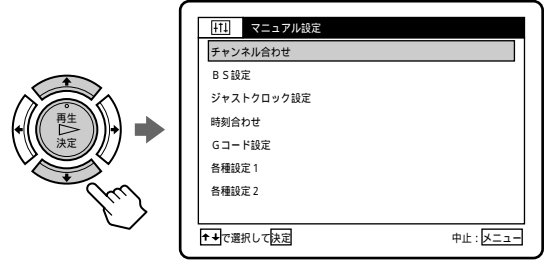 マニュアル設定
チャンネル合わせ
BS設定
ジャストクロック設定
時刻合わせ
Gコード設定
各種設定1
各種設定2
再生
決定
↑↓で選択して決定
中止:メニュー